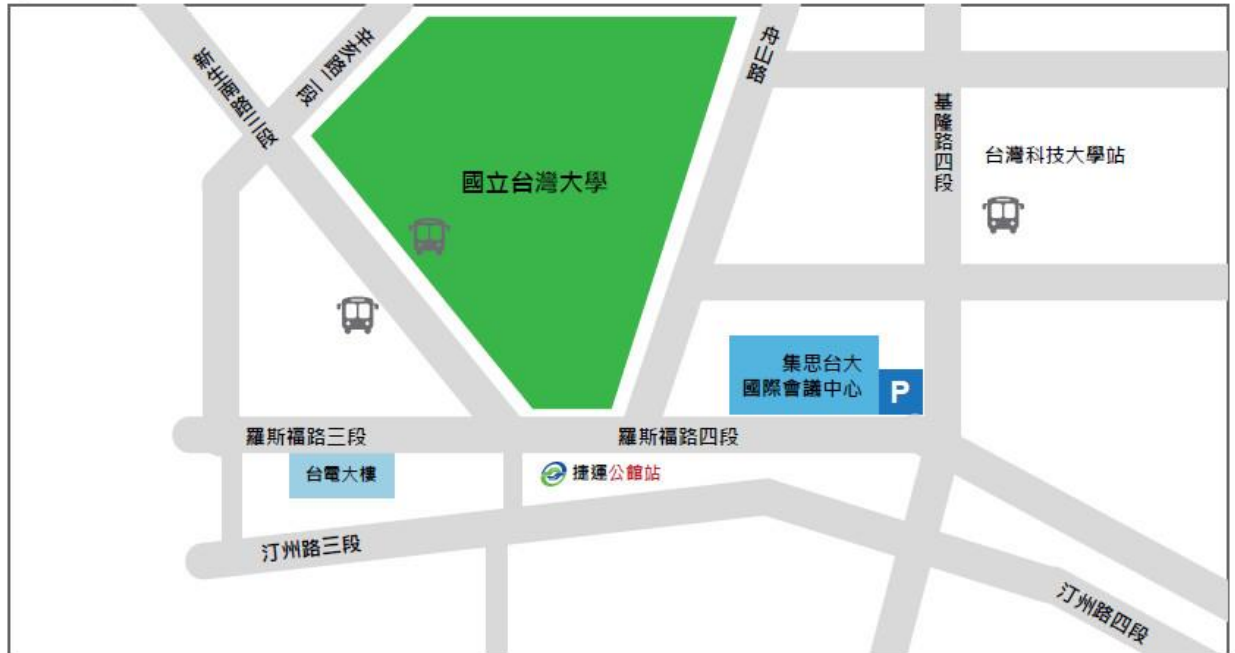 辛亥路二段
新生南路三段
舟山路
基隆路四段
台灣科技大學站
國立台灣大學
集思台大
國際會議中心
P
羅斯福路三段
羅斯福路四段
台電大樓
捷運公館站
汀州路三段
汀州路四段